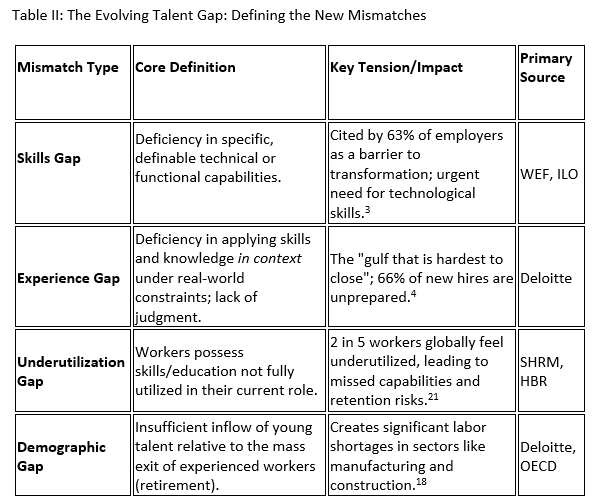 Table II: The Evolving Talent Gap: Defining the New Mismatches
Mismatch Type
Core Definition
Key Tension/Impact
Primary
Source
Skills Gap
Deficiency in specific,
definable technical or
functional capabilities.
Cited by 63% of employers
as a barrier to
transformation; urgent
need for technological
skills.³
WEF, ILO
Experience Gap
Deficiency in applying skills
and knowledge in context
under real-world
constraints; lack of
judgment.
The "gulf that is hardest to
close"; 66% of new hires are
unprepared.⁴
Deloitte
Underutilization
Gap
Workers possess
skills/education not fully
utilized in their current role.
2 in 5 workers globally feel
underutilized, leading to
missed capabilities and
retention risks.²¹
SHRM,
HBR
Demographic
Gap
Insufficient inflow of young
talent relative to the mass
exit of experienced workers
(retirement).
Creates significant labor
shortages in sectors like
manufacturing and
construction.¹⁸
Deloitte,
OECD